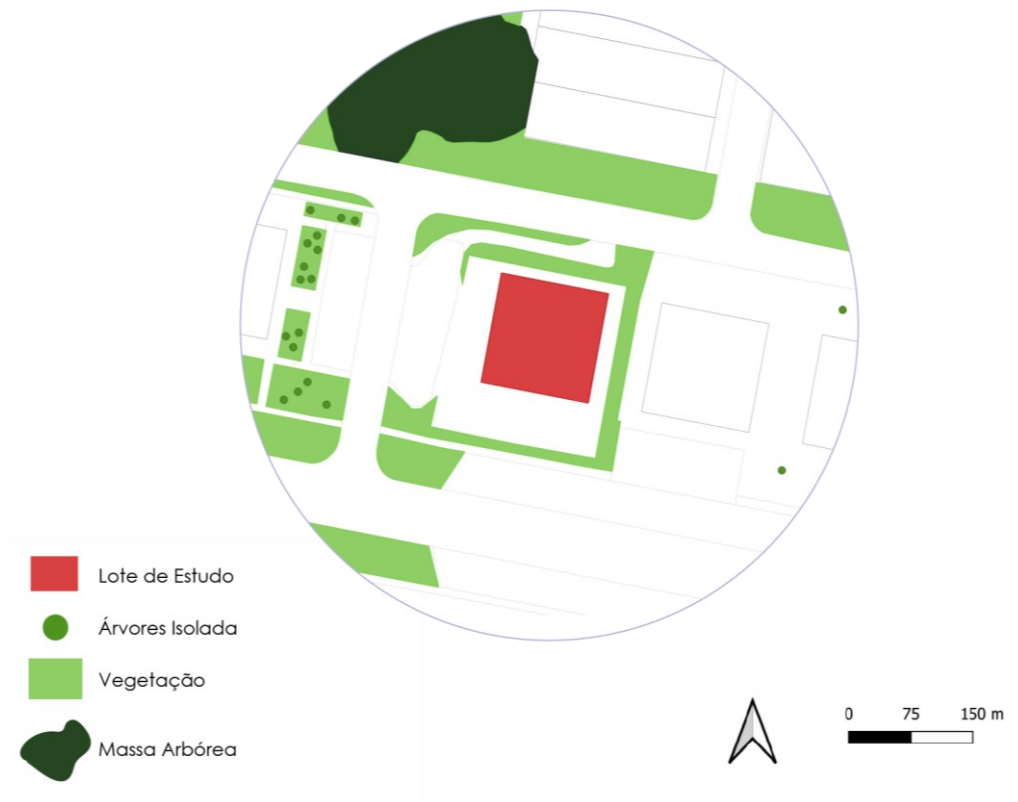 Lote de Estudo
Árvores Isolada
Vegetação
Massa Arbórea
0 75 150 m